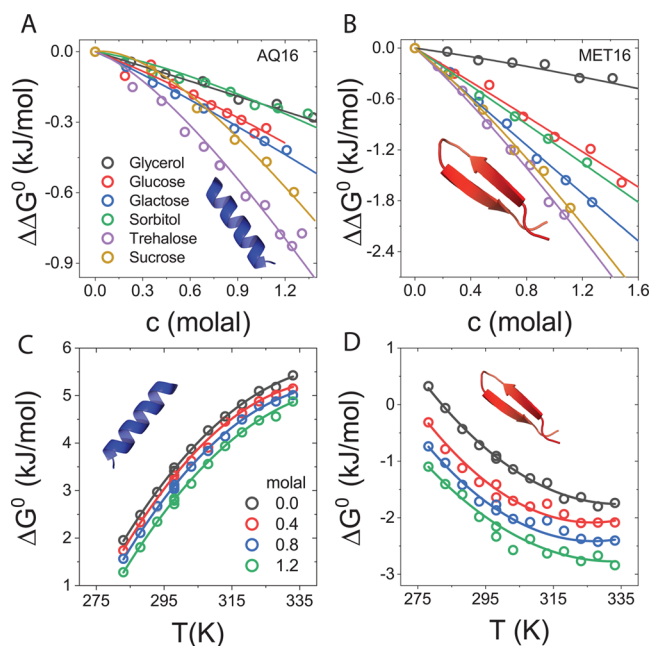 A
AQ16
0.0
-0.3
-0.6
-0.9
ΔΔG⁰ (kJ/mol)
Glycerol
Glucose
Glactose
Sorbitol
Trehalose
Sucrose
0.0 0.3 0.6 0.9 1.2
c (molal)
B
MET16
0.0
-0.6
-1.2
-1.8
-2.4
ΔΔG⁰ (kJ/mol)
0.0 0.4 0.8 1.2 1.6
c (molal)
C
6
5
4
3
2
1
ΔG⁰ (kJ/mol)
molal
0.0
0.4
0.8
1.2
275 295 315 335
T(K)
D
1
0
-1
-2
-3
ΔG⁰ (kJ/mol)
275 295 315 335
T (K)